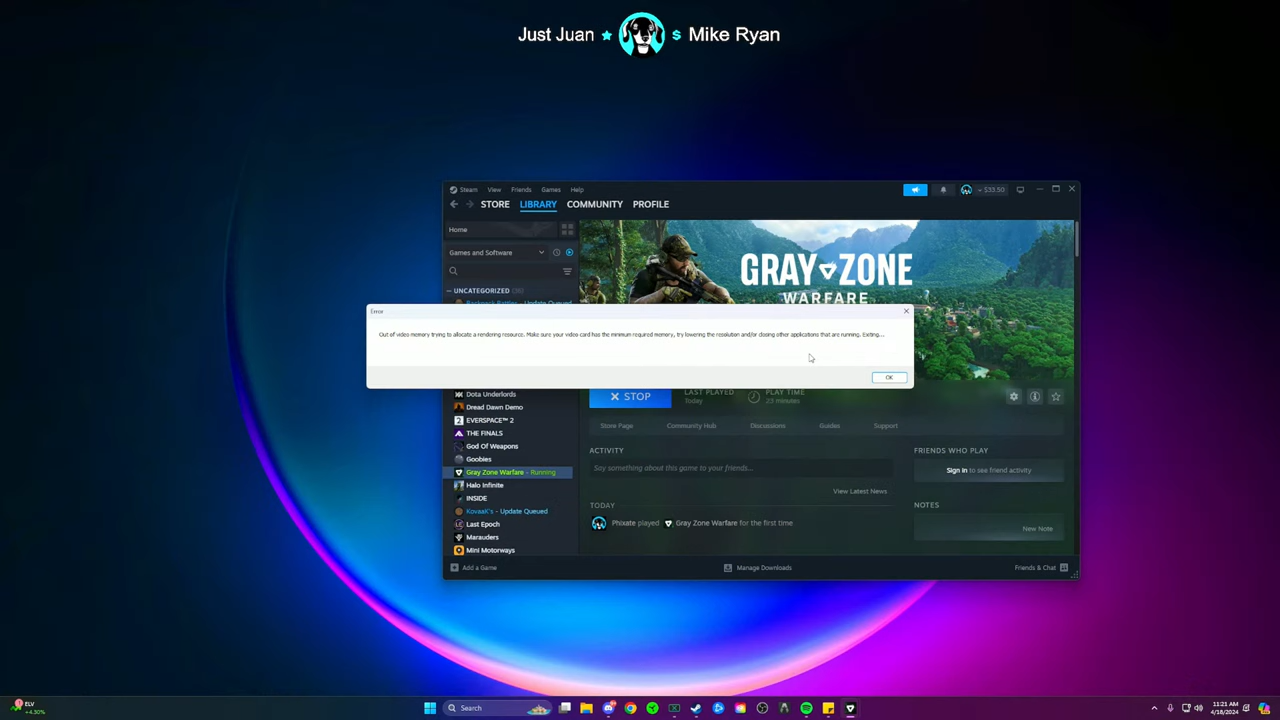 Just Juan
Mike Ryan
Steam View Friends Games Help
$33.50
STORE LIBRARY COMMUNITY PROFILE
Home
Games and Software
UNCATEGORIZED
GRAY ZONE
WARFARE
Error
Out of video memory trying to allocate a rendering resource. Make sure your video card has the minimum required memory, try lowering the resolution and/or closing other applications that are running. Exiting...
OK
Dota Underlords
Dread Dawn Demo
EVERSPACE™ 2
THE FINALS
God Of Weapons
Goobies
Gray Zone Warfare - Running
Halo Infinite
INSIDE
KovaaK's - Update Queued
Last Epoch
Marauders
Mini Motorways
STOP
LAST PLAYED
Today
PLAY TIME
23 minutes
Store Page Community Hub Discussions Guides Support
ACTIVITY
Say something about this game to your friends...
View Latest News
TODAY
Phixate played Gray Zone Warfare for the first time
FRIENDS WHO PLAY
Sign in to see friend activity
NOTES
New Note
Add a Game
Manage Downloads
Friends & Chat
ELV
+4.30%
Search
11:21 AM
4/18/2024